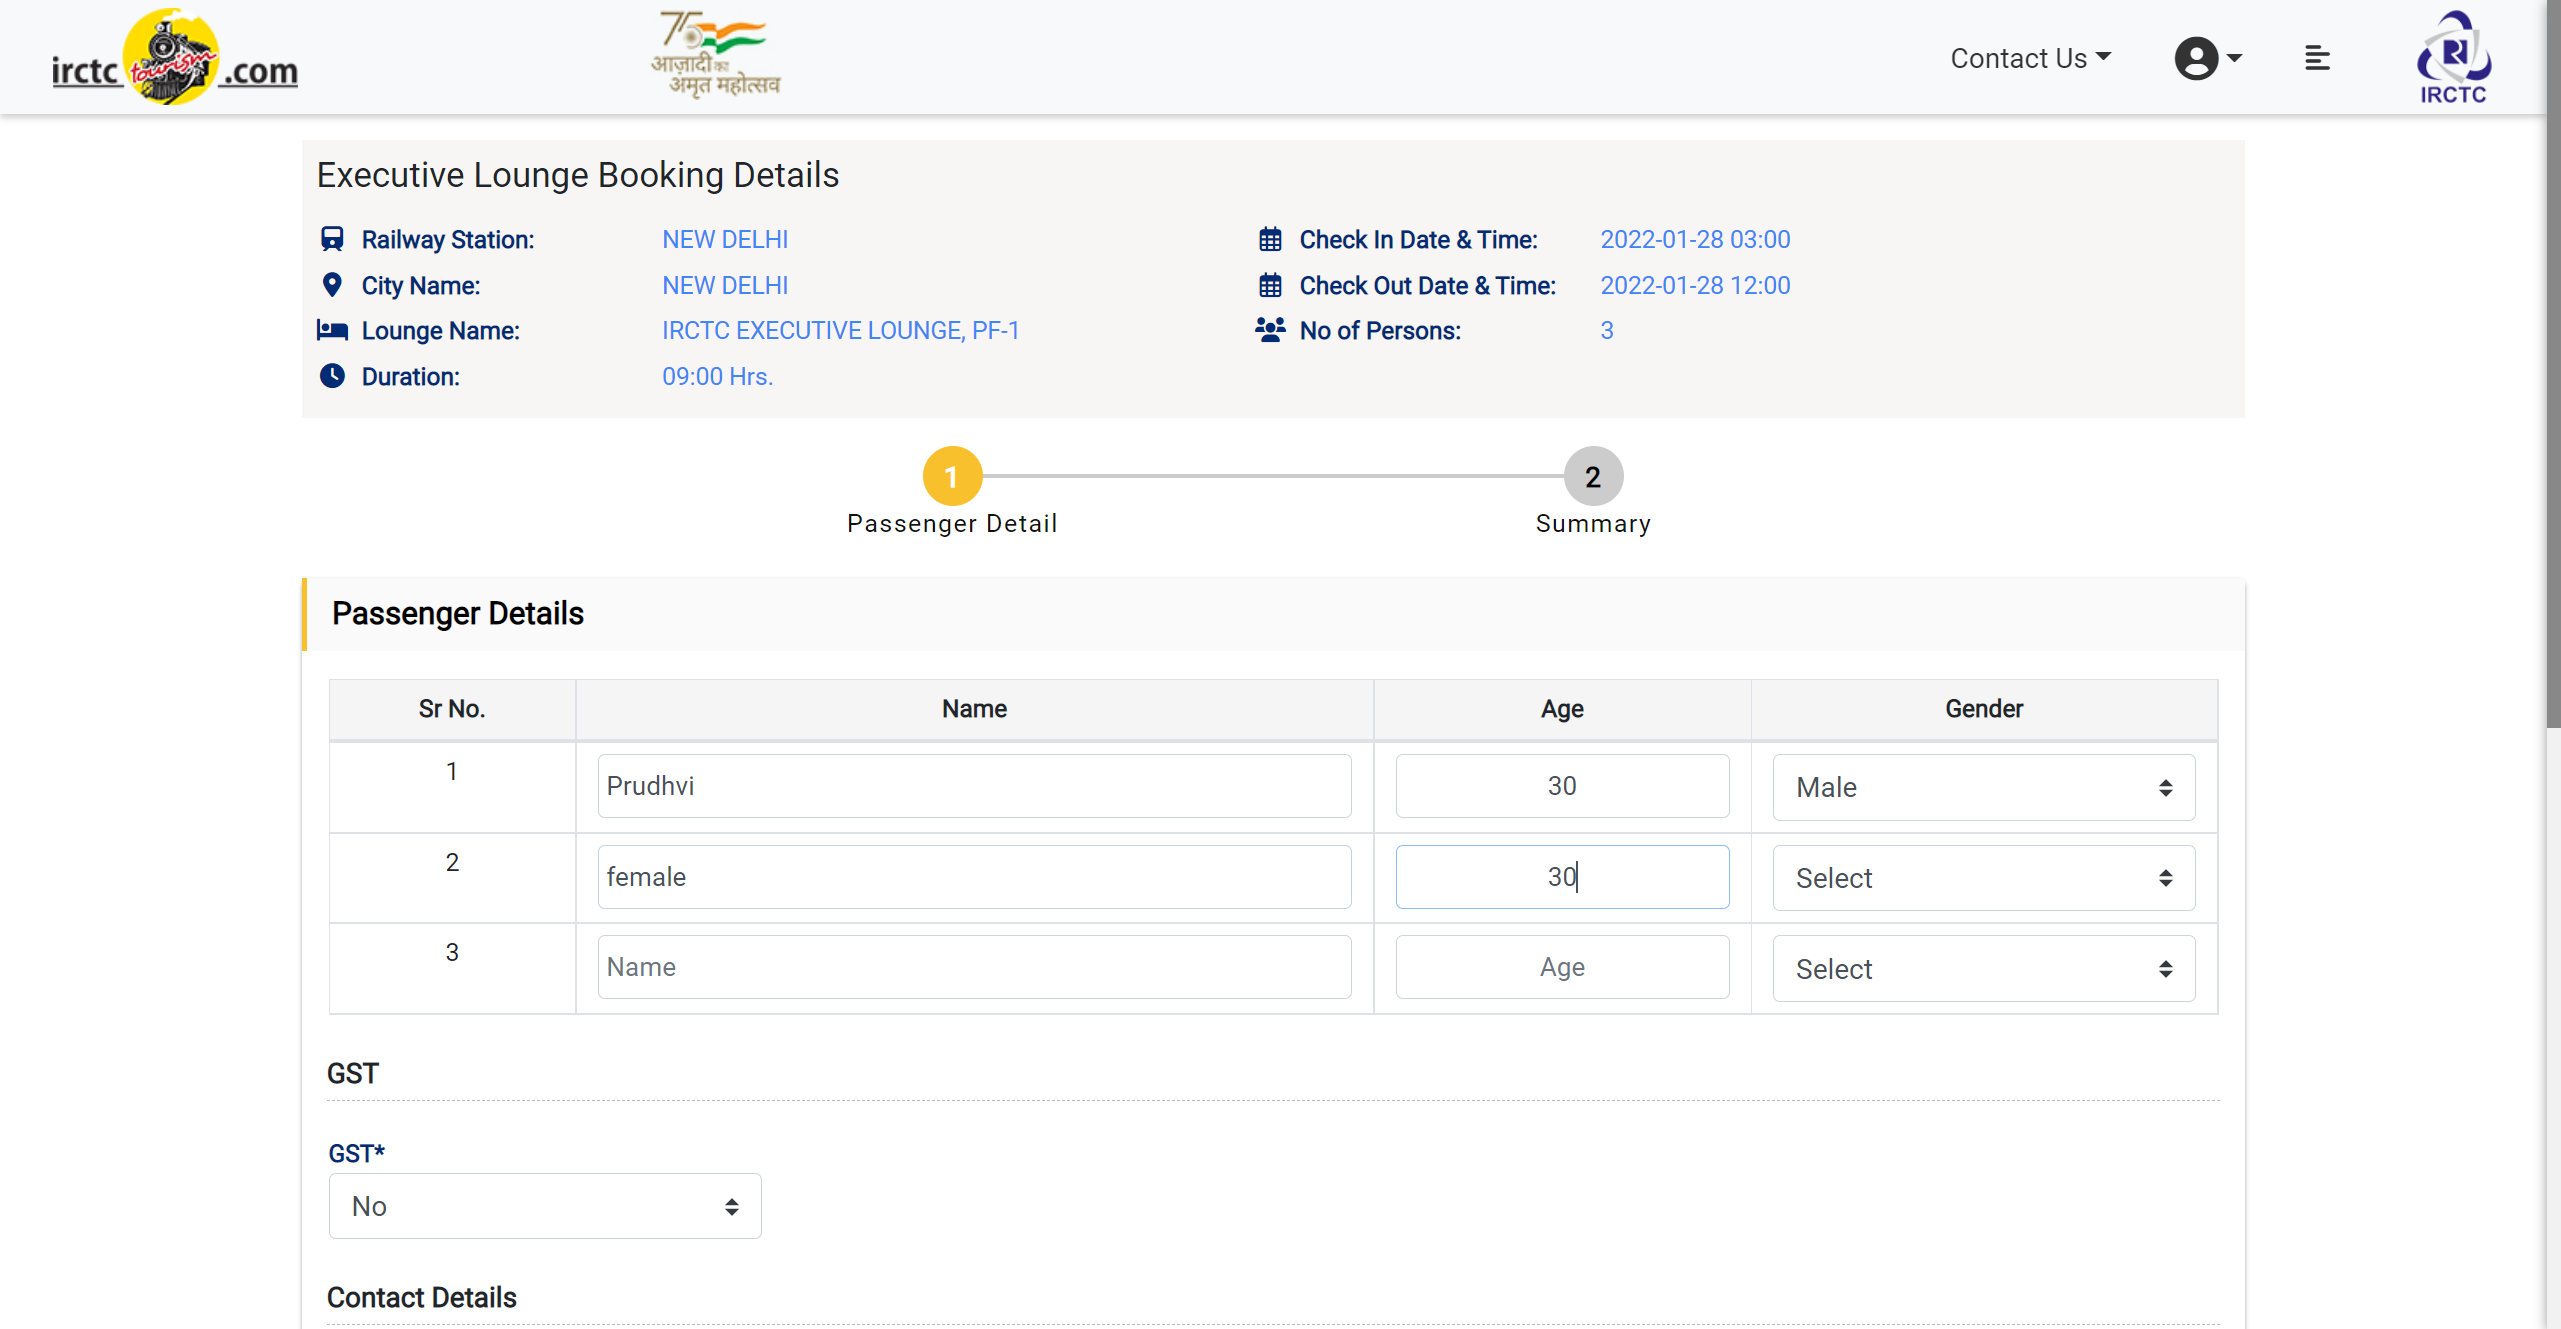 irctc tourism .com
75
आज़ादी का
अमृत महोत्सव
Contact Us
IRCTC
Executive Lounge Booking Details
Railway Station: NEW DELHI
Check In Date & Time: 2022-01-28 03:00
City Name: NEW DELHI
Check Out Date & Time: 2022-01-28 12:00
Lounge Name: IRCTC EXECUTIVE LOUNGE, PF-1
No of Persons: 3
Duration: 09:00 Hrs.
1 2
Passenger Detail Summary
Passenger Details
Sr No. Name Age Gender
1 Prudhvi 30 Male
2 female 30 Select
3 Name Age Select
GST
GST*
No
Contact Details